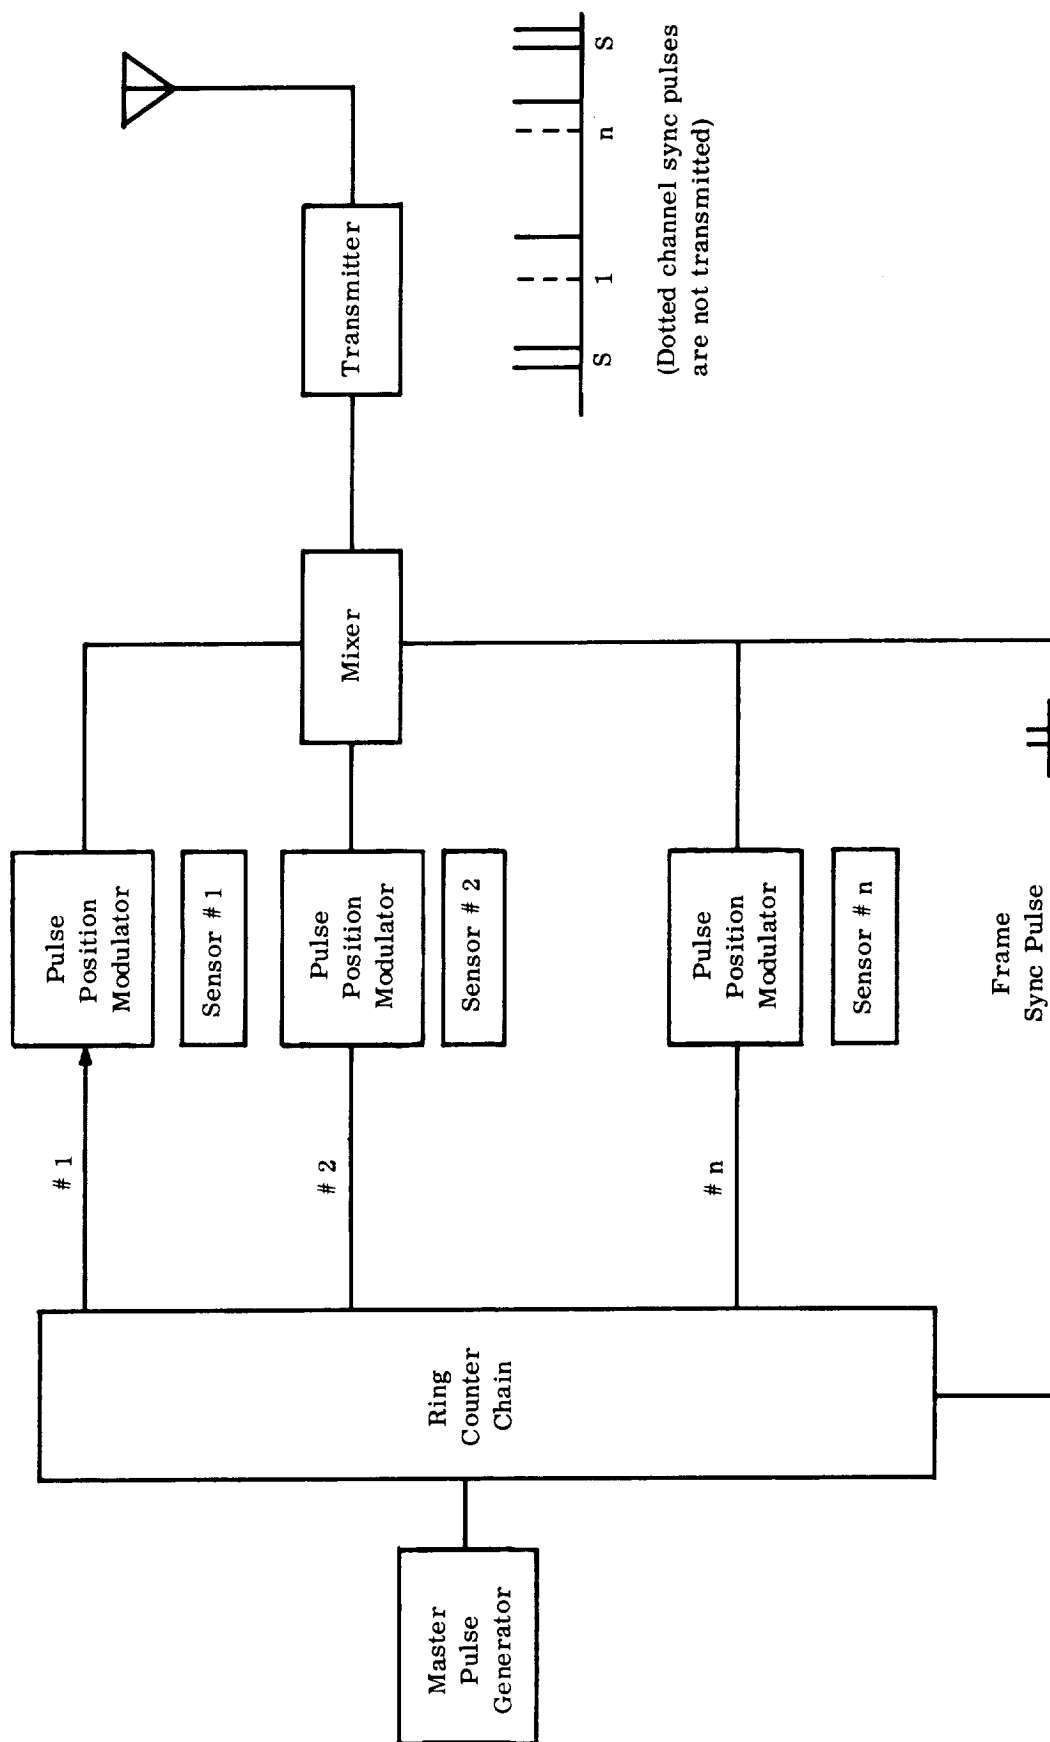 Master
Pulse
Generator
Ring
Counter
Chain
# 1
# 2
# n
Pulse
Position
Modulator
Sensor # 1
Pulse
Position
Modulator
Sensor # 2
Pulse
Position
Modulator
Sensor # n
Frame
Sync Pulse
Mixer
Transmitter
S 1 n S
(Dotted channel sync pulses
are not transmitted)